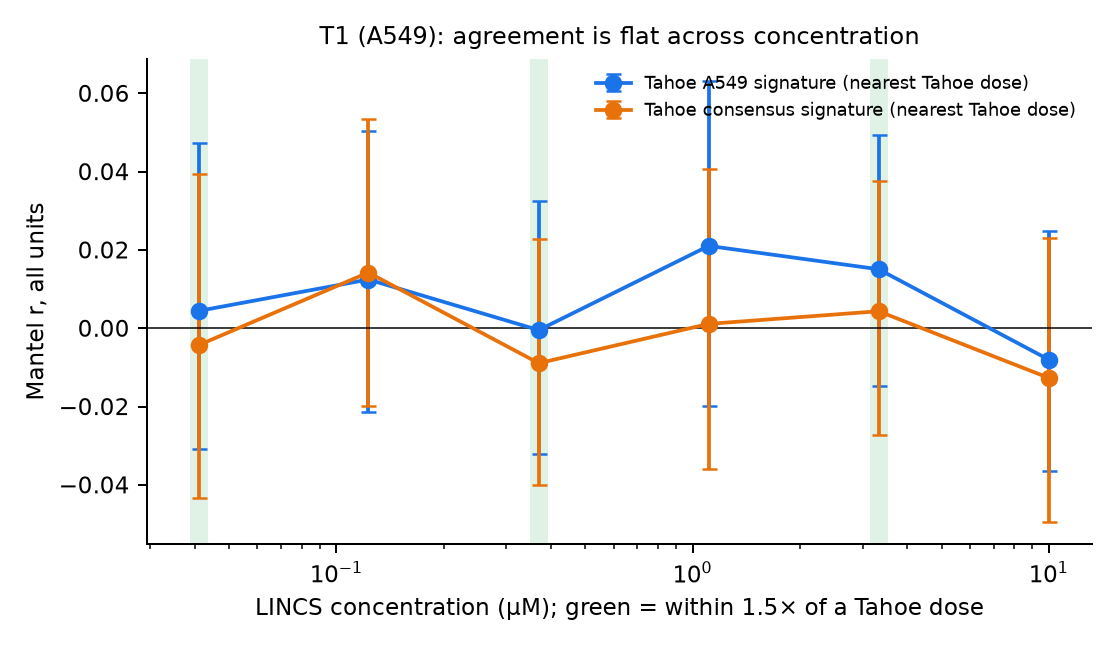 T1 (A549): agreement is flat across concentration
Tahoe A549 signature (nearest Tahoe dose)
Tahoe consensus signature (nearest Tahoe dose)
Mantel r, all units
0.06
0.04
0.02
0.00
−0.02
−0.04
10⁻¹
10⁰
10¹
LINCS concentration (μM); green = within 1.5× of a Tahoe dose